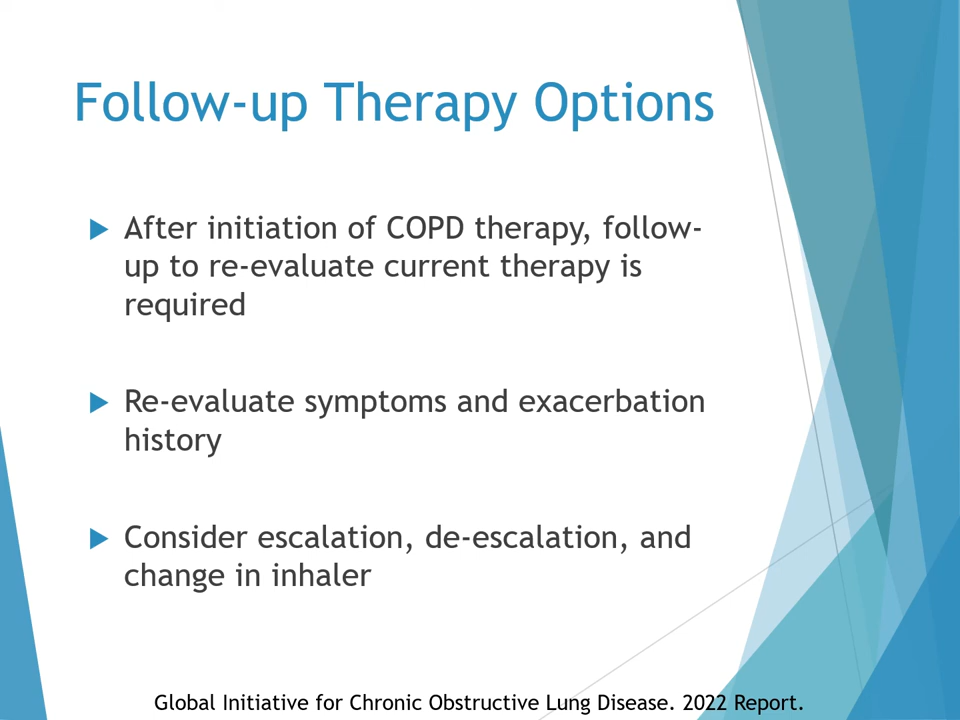 Follow-up Therapy Options
After initiation of COPD therapy, follow-
up to re-evaluate current therapy is
required
Re-evaluate symptoms and exacerbation
history
Consider escalation, de-escalation, and
change in inhaler
Global Initiative for Chronic Obstructive Lung Disease. 2022 Report.